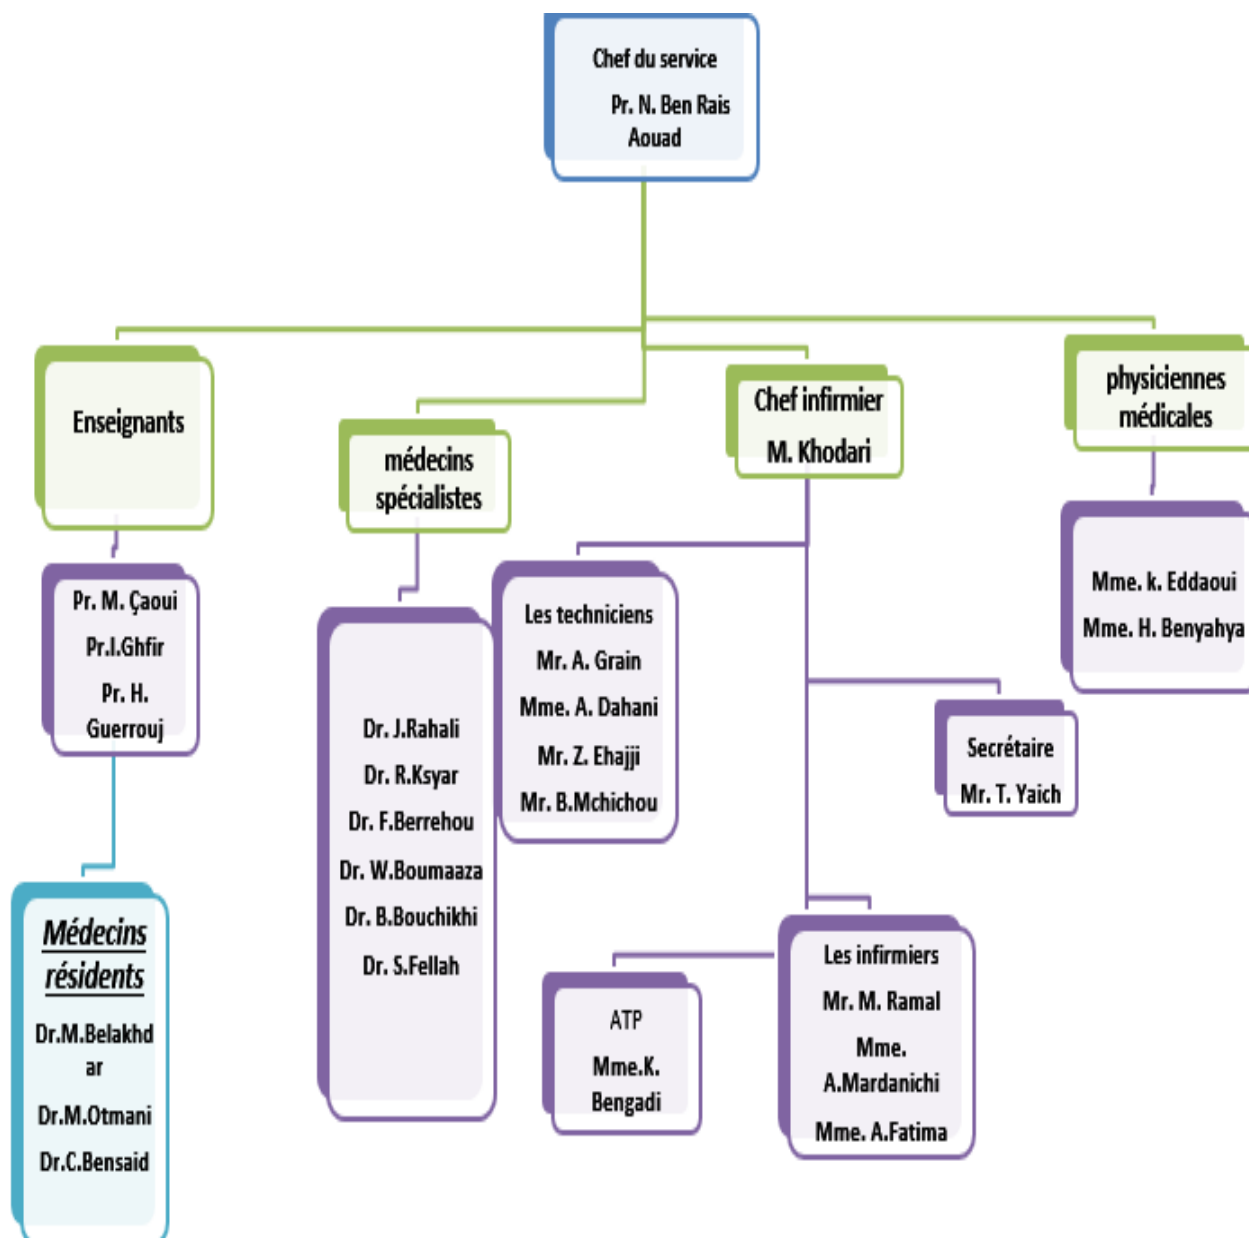 Chef du service
Pr. N. Ben Rais
Aouad
Enseignants
médecins
spécialistes
Chef infirmier
M. Khodari
physiciennes
médicales
Pr. M. Çaoui
Pr.I.Ghfir
Pr. H.
Guerrouj
Dr. J.Rahali
Dr. R.Ksyar
Dr. F.Berrehou
Dr. W.Boumaaza
Dr. B.Bouchikhi
Dr. S.Fellah
Les techniciens
Mr. A. Grain
Mme. A. Dahani
Mr. Z. Ehajji
Mr. B.Mchichou
Mme. k. Eddaoui
Mme. H. Benyahya
Secrétaire
Mr. T. Yaich
Médecins
résidents
Dr.M.Belakhd
ar
Dr.M.Otmani
Dr.C.Bensaid
ATP
Mme.K.
Bengadi
Les infirmiers
Mr. M. Ramal
Mme.
A.Mardanichi
Mme. A.Fatima